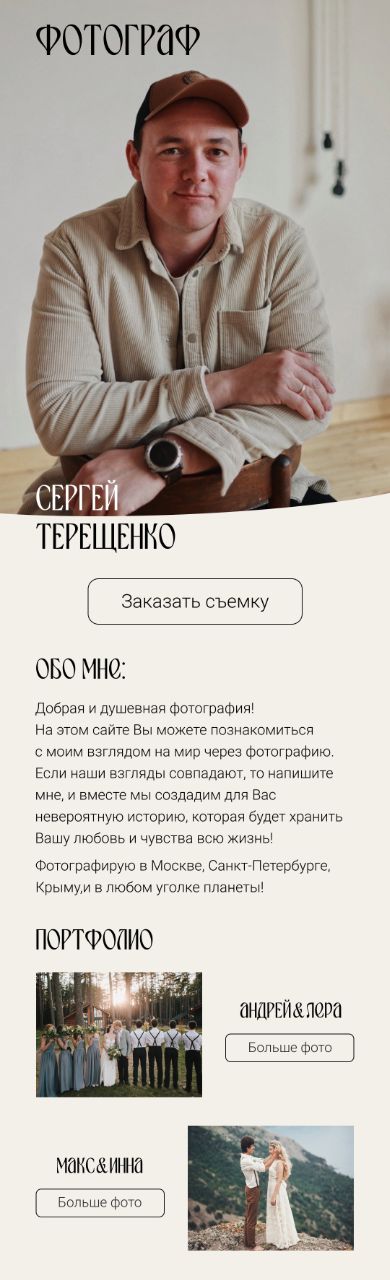 ФОТОГРАФ
СЕРГЕЙ
ТЕРЕЩЕНКО
Заказать съемку
ОБО МНЕ:
Добрая и душевная фотография!
На этом сайте Вы можете познакомиться
с моим взглядом на мир через фотографию.
Если наши взгляды совпадают, то напишите
мне, и вместе мы создадим для Вас
невероятную историю, которая будет хранить
Вашу любовь и чувства всю жизнь!
Фотографирую в Москве, Санкт-Петербурге,
Крыму,и в любом уголке планеты!
ПОРТФОЛИО
АНДРЕЙ&ЛЕРА
Больше фото
МАКС&ИННА
Больше фото